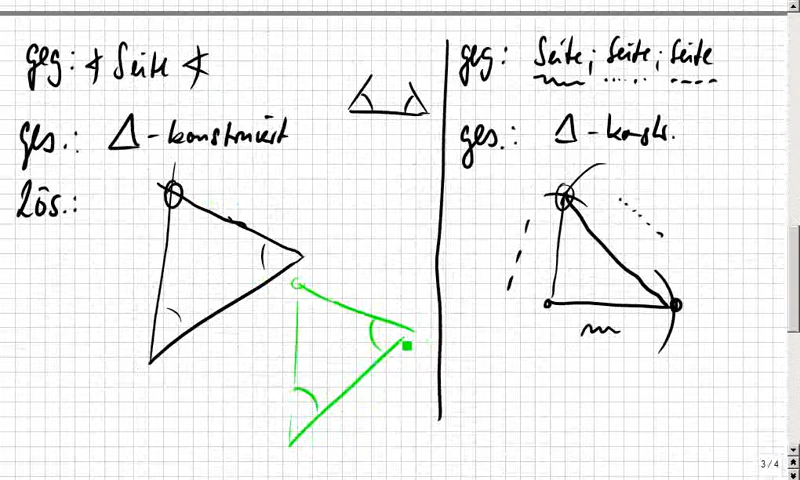 geg: ∢ Seite ∢
ges.: Δ - konstruiert
Lös.:
geg: Seite; Seite; Seite
ges.: Δ - konstr.
3 / 4